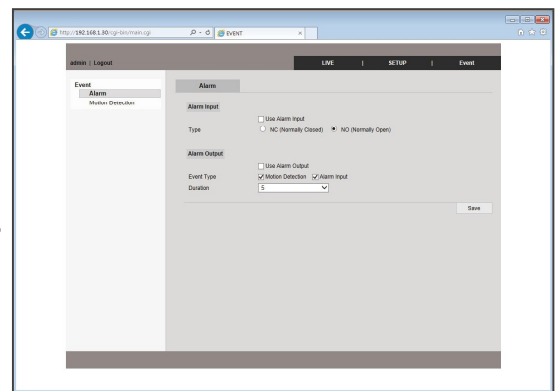 http://192.168.1.30/cgi-bin/main.cgi
EVENT
admin | Logout
LIVE | SETUP | Event
Event
Alarm
Motion Detection
Alarm
Alarm Input
Use Alarm Input
Type NC (Normally Closed) NO (Normally Open)
Alarm Output
Use Alarm Output
Event Type Motion Detection Alarm Input
Duration 5
Save